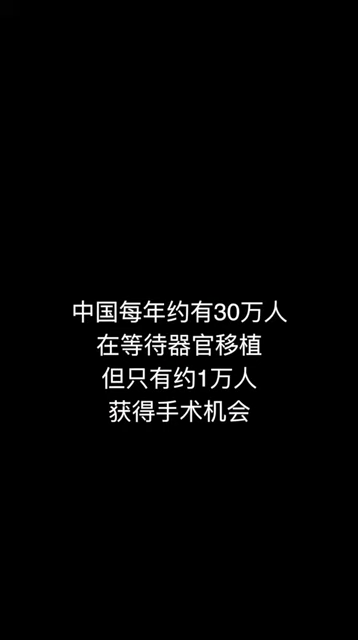 中国每年约有30万人
在等待器官移植
但只有约1万人
获得手术机会